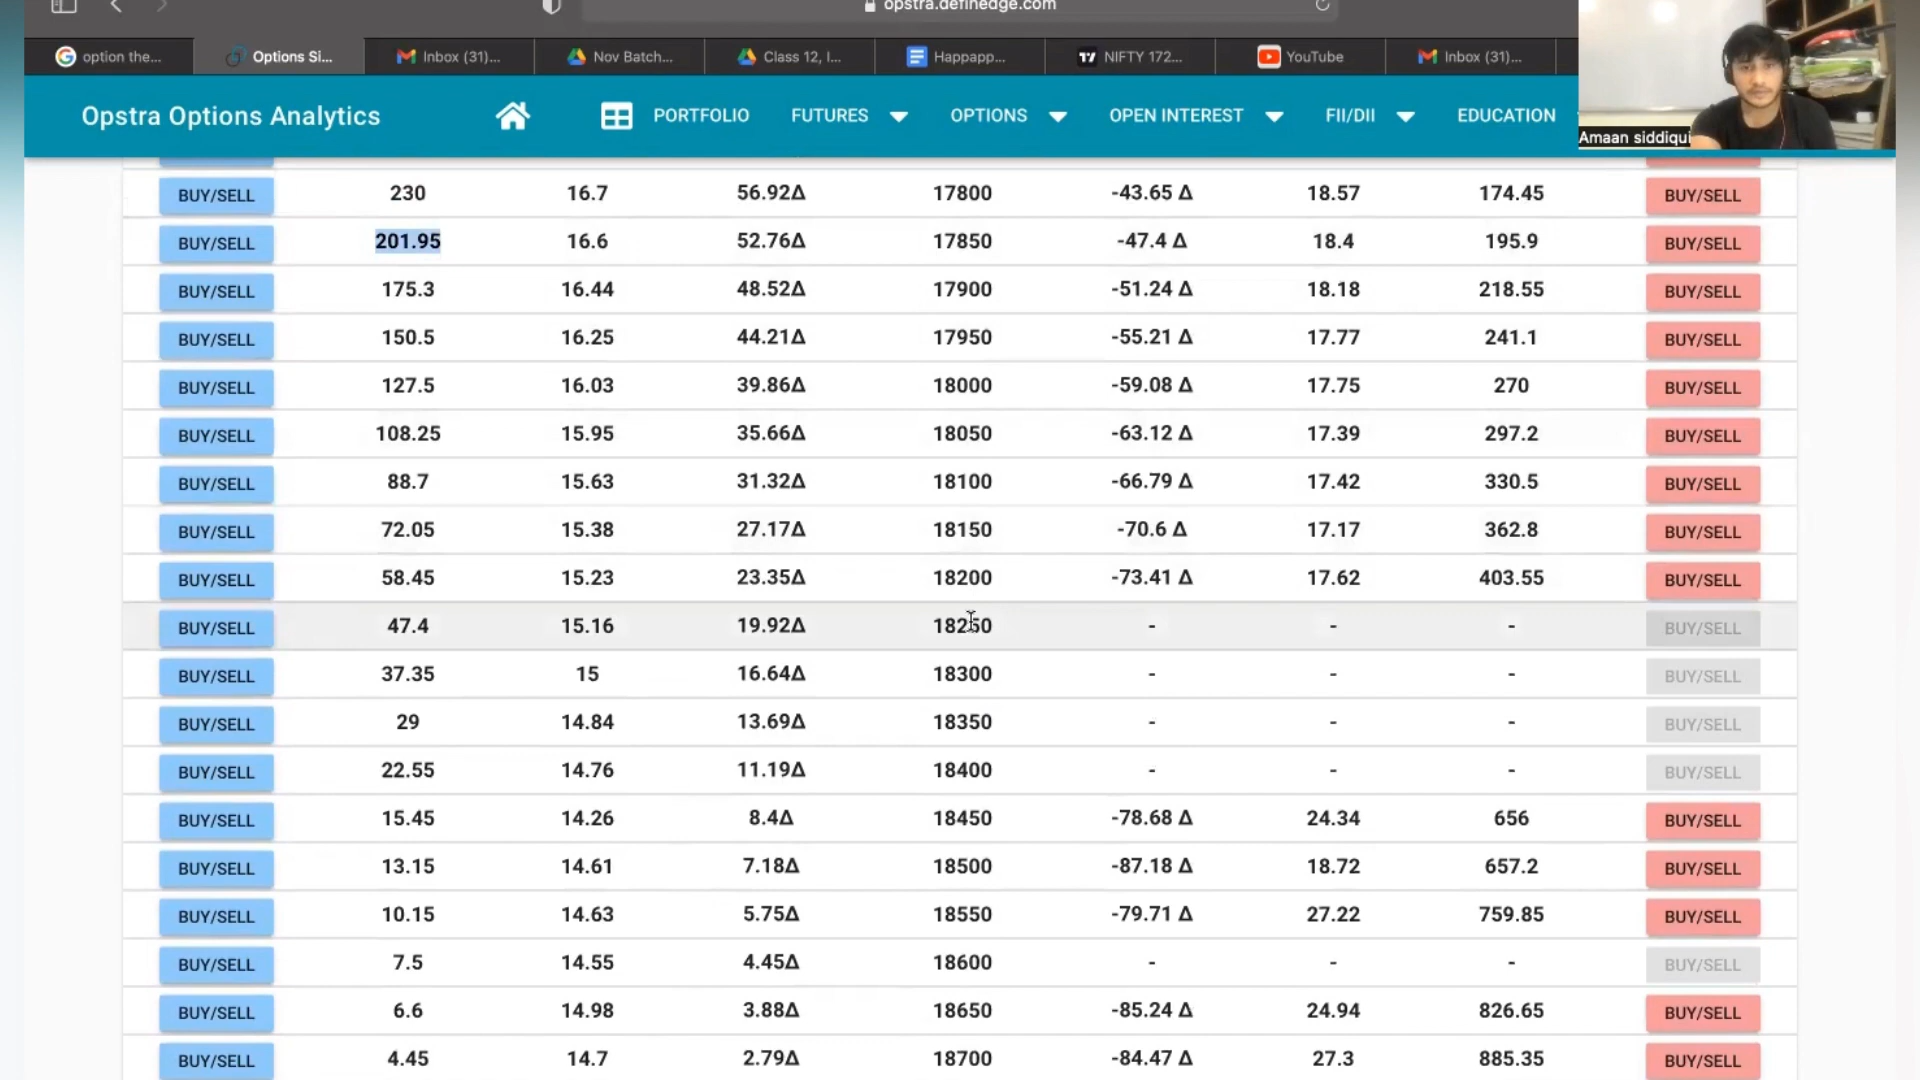 opstra.definedge.com
option the... Options Si... Inbox (31)... Nov Batch... Class 12, I... Happapp... NIFTY 172... YouTube Inbox (31)...
Opstra Options Analytics PORTFOLIO FUTURES OPTIONS OPEN INTEREST FII/DII EDUCATION
Amaan siddiqui
BUY/SELL 230 16.7 56.92Δ 17800 -43.65 Δ 18.57 174.45 BUY/SELL
BUY/SELL 201.95 16.6 52.76Δ 17850 -47.4 Δ 18.4 195.9 BUY/SELL
BUY/SELL 175.3 16.44 48.52Δ 17900 -51.24 Δ 18.18 218.55 BUY/SELL
BUY/SELL 150.5 16.25 44.21Δ 17950 -55.21 Δ 17.77 241.1 BUY/SELL
BUY/SELL 127.5 16.03 39.86Δ 18000 -59.08 Δ 17.75 270 BUY/SELL
BUY/SELL 108.25 15.95 35.66Δ 18050 -63.12 Δ 17.39 297.2 BUY/SELL
BUY/SELL 88.7 15.63 31.32Δ 18100 -66.79 Δ 17.42 330.5 BUY/SELL
BUY/SELL 72.05 15.38 27.17Δ 18150 -70.6 Δ 17.17 362.8 BUY/SELL
BUY/SELL 58.45 15.23 23.35Δ 18200 -73.41 Δ 17.62 403.55 BUY/SELL
BUY/SELL 47.4 15.16 19.92Δ 18250 - - - BUY/SELL
BUY/SELL 37.35 15 16.64Δ 18300 - - - BUY/SELL
BUY/SELL 29 14.84 13.69Δ 18350 - - - BUY/SELL
BUY/SELL 22.55 14.76 11.19Δ 18400 - - - BUY/SELL
BUY/SELL 15.45 14.26 8.4Δ 18450 -78.68 Δ 24.34 656 BUY/SELL
BUY/SELL 13.15 14.61 7.18Δ 18500 -87.18 Δ 18.72 657.2 BUY/SELL
BUY/SELL 10.15 14.63 5.75Δ 18550 -79.71 Δ 27.22 759.85 BUY/SELL
BUY/SELL 7.5 14.55 4.45Δ 18600 - - - BUY/SELL
BUY/SELL 6.6 14.98 3.88Δ 18650 -85.24 Δ 24.94 826.65 BUY/SELL
BUY/SELL 4.45 14.7 2.79Δ 18700 -84.47 Δ 27.3 885.35 BUY/SELL